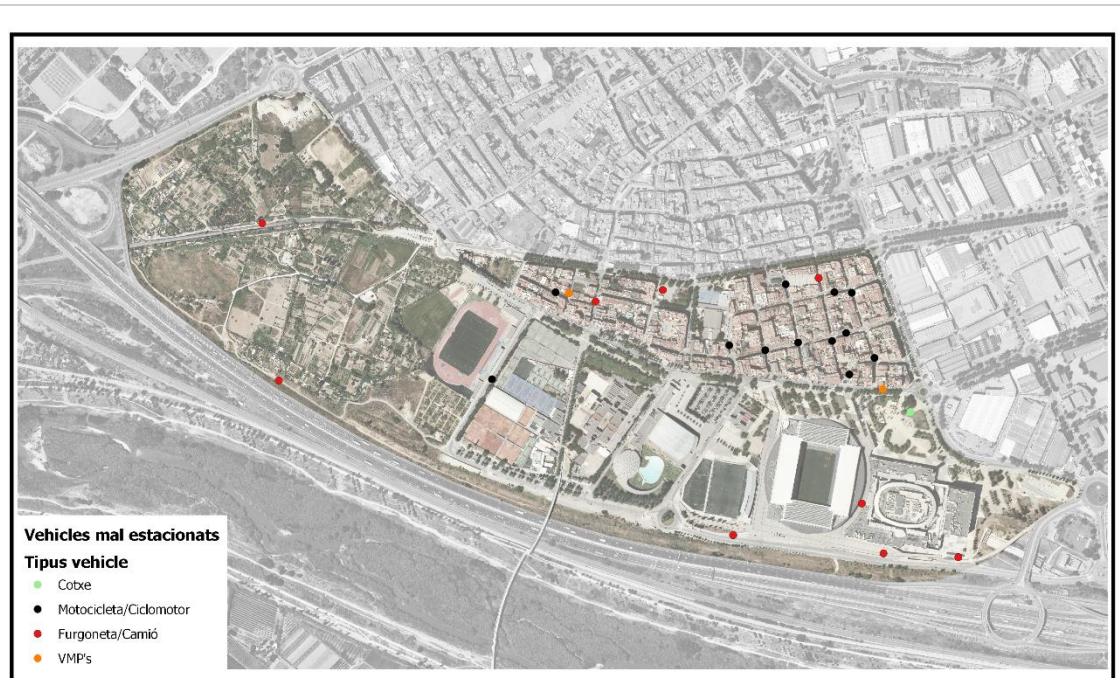 Vehicles mal estacionats
Tipus vehicle
Cotxe
Motocicleta/Ciclomotor
Furgoneta/Camió
VMP's